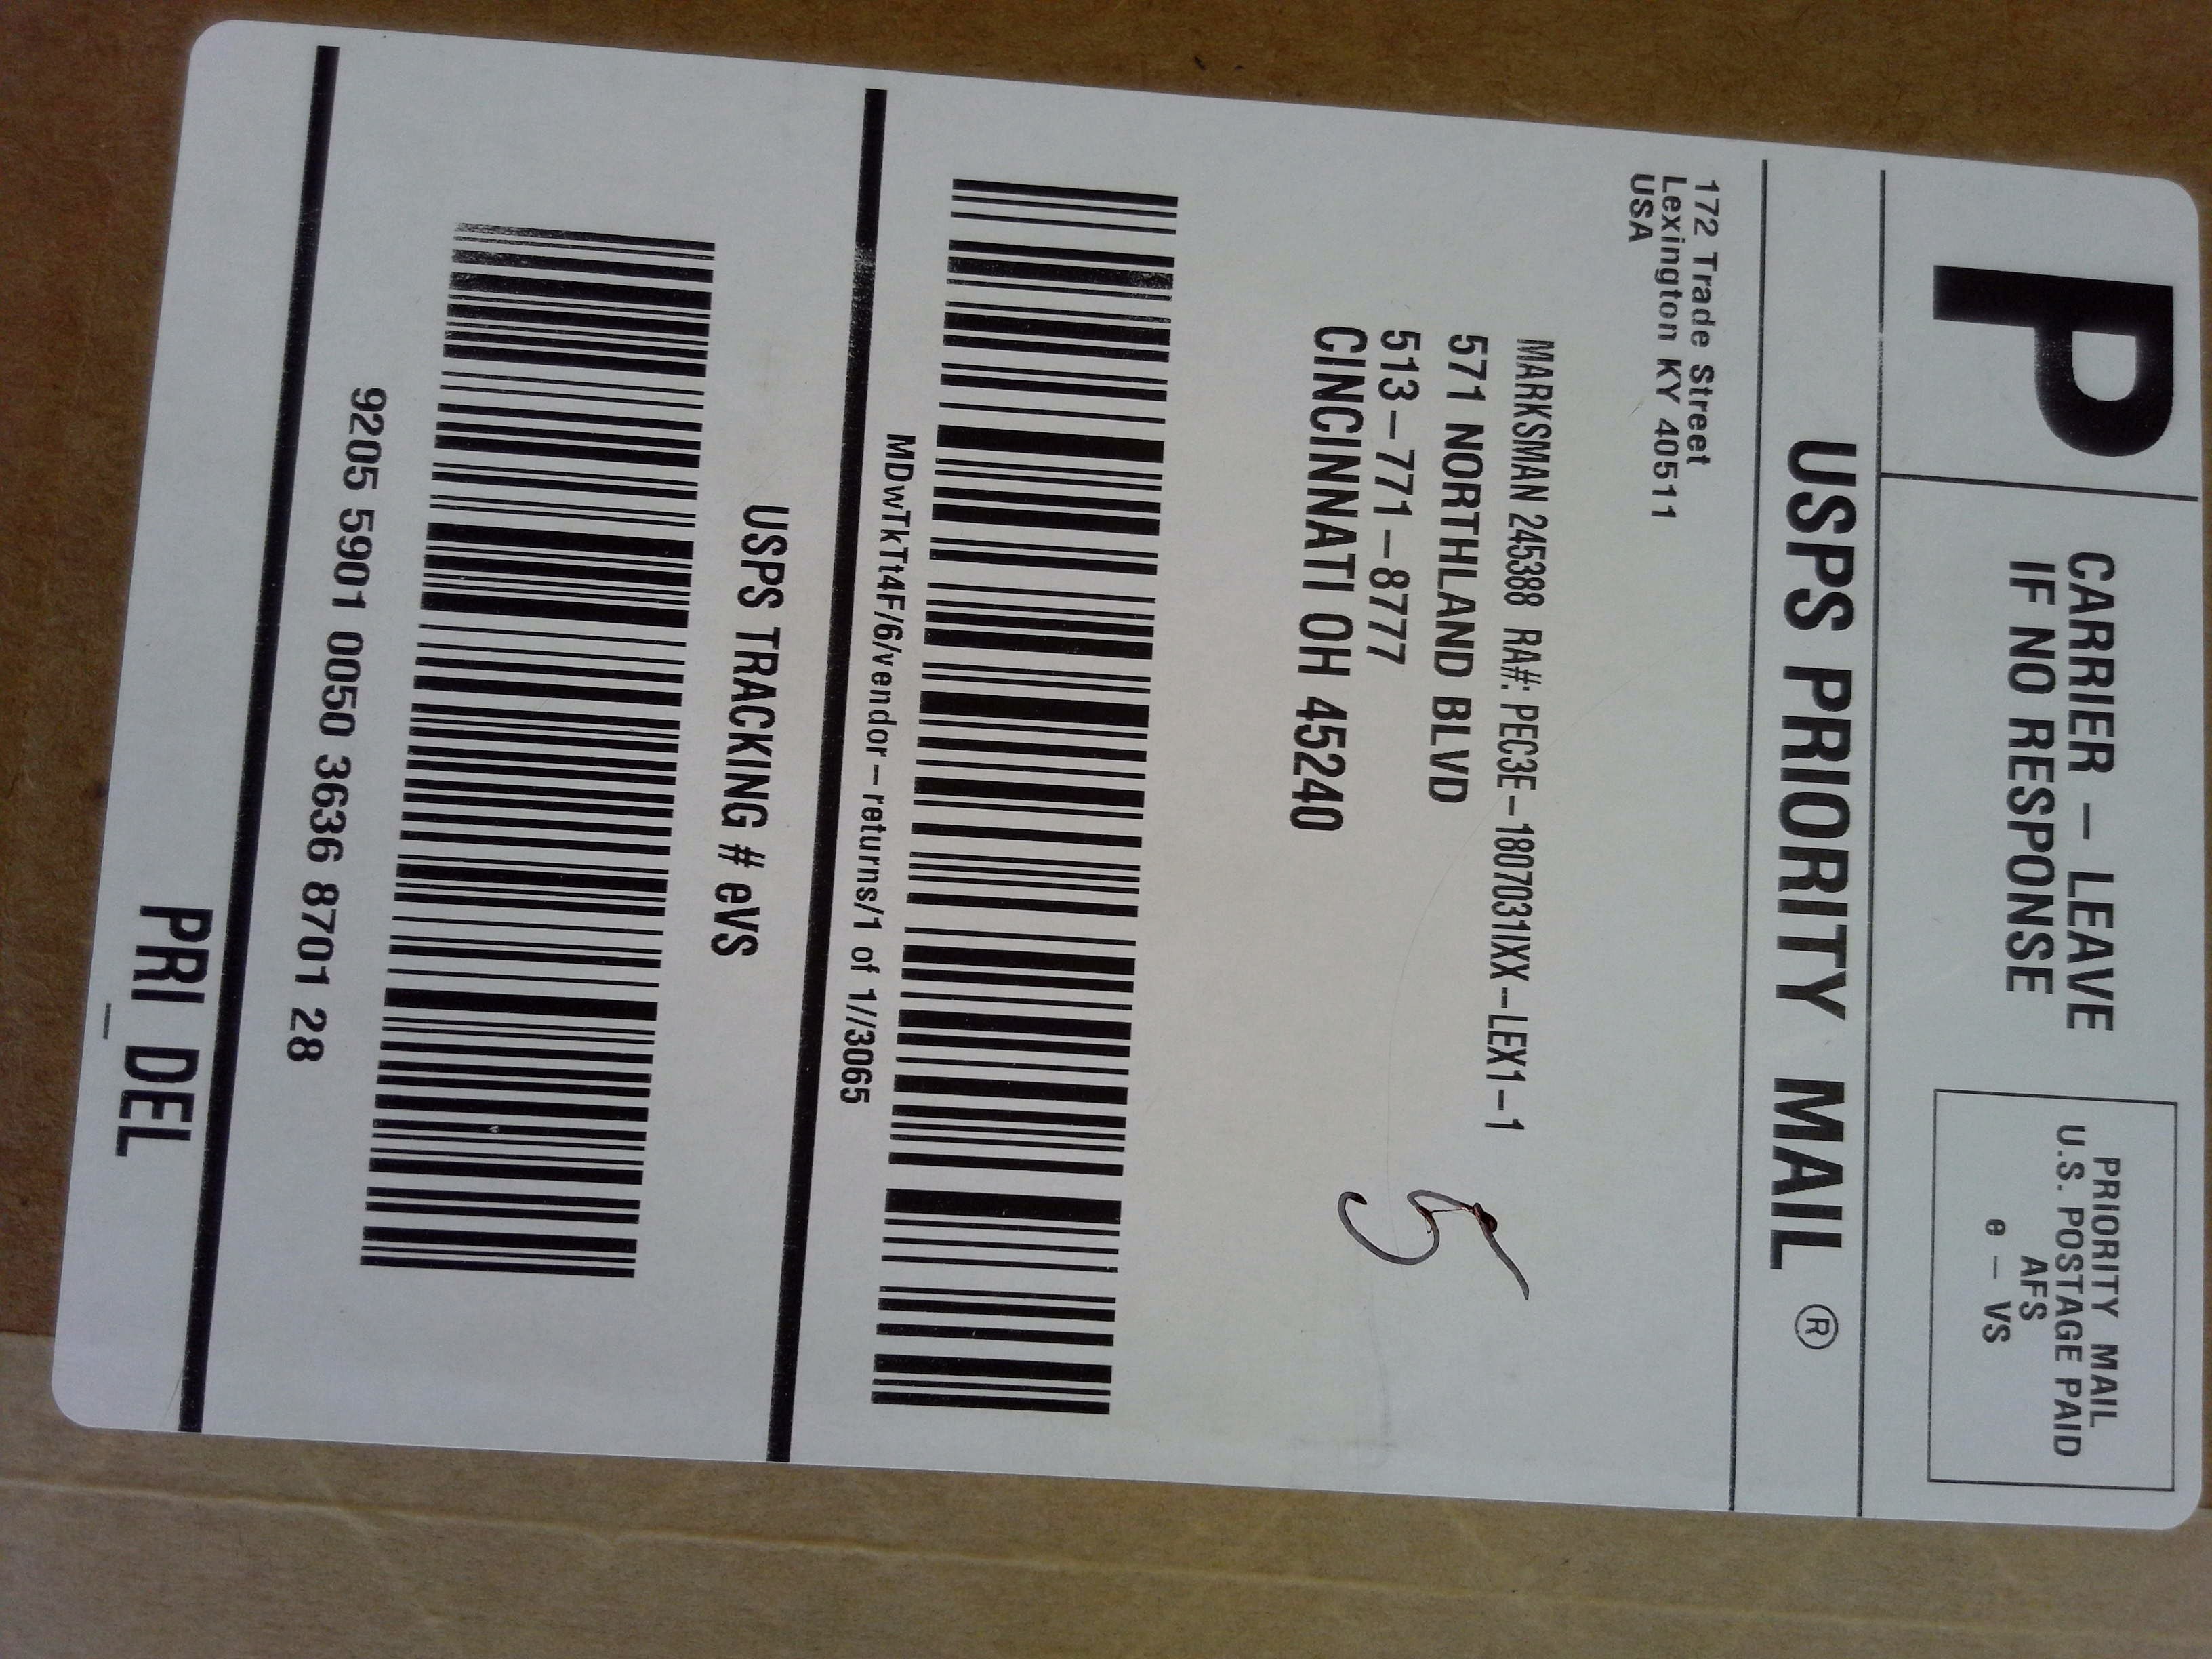 P
CARRIER – LEAVE
IF NO RESPONSE
PRIORITY MAIL
U.S. POSTAGE PAID
AFS
e – VS
USPS PRIORITY MAIL ®
172 Trade Street
Lexington KY 40511
USA
MARKSMAN 245388 RA#: PEC3E–1807031IXX–LEX1–1
571 NORTHLAND BLVD
513–771–8777
CINCINNATI OH 45240
5
MDwTkTt4F/6/vendor–returns/1 of 1//3065
USPS TRACKING # eVS
9205 5901 0050 3636 8701 28
PRI_DEL